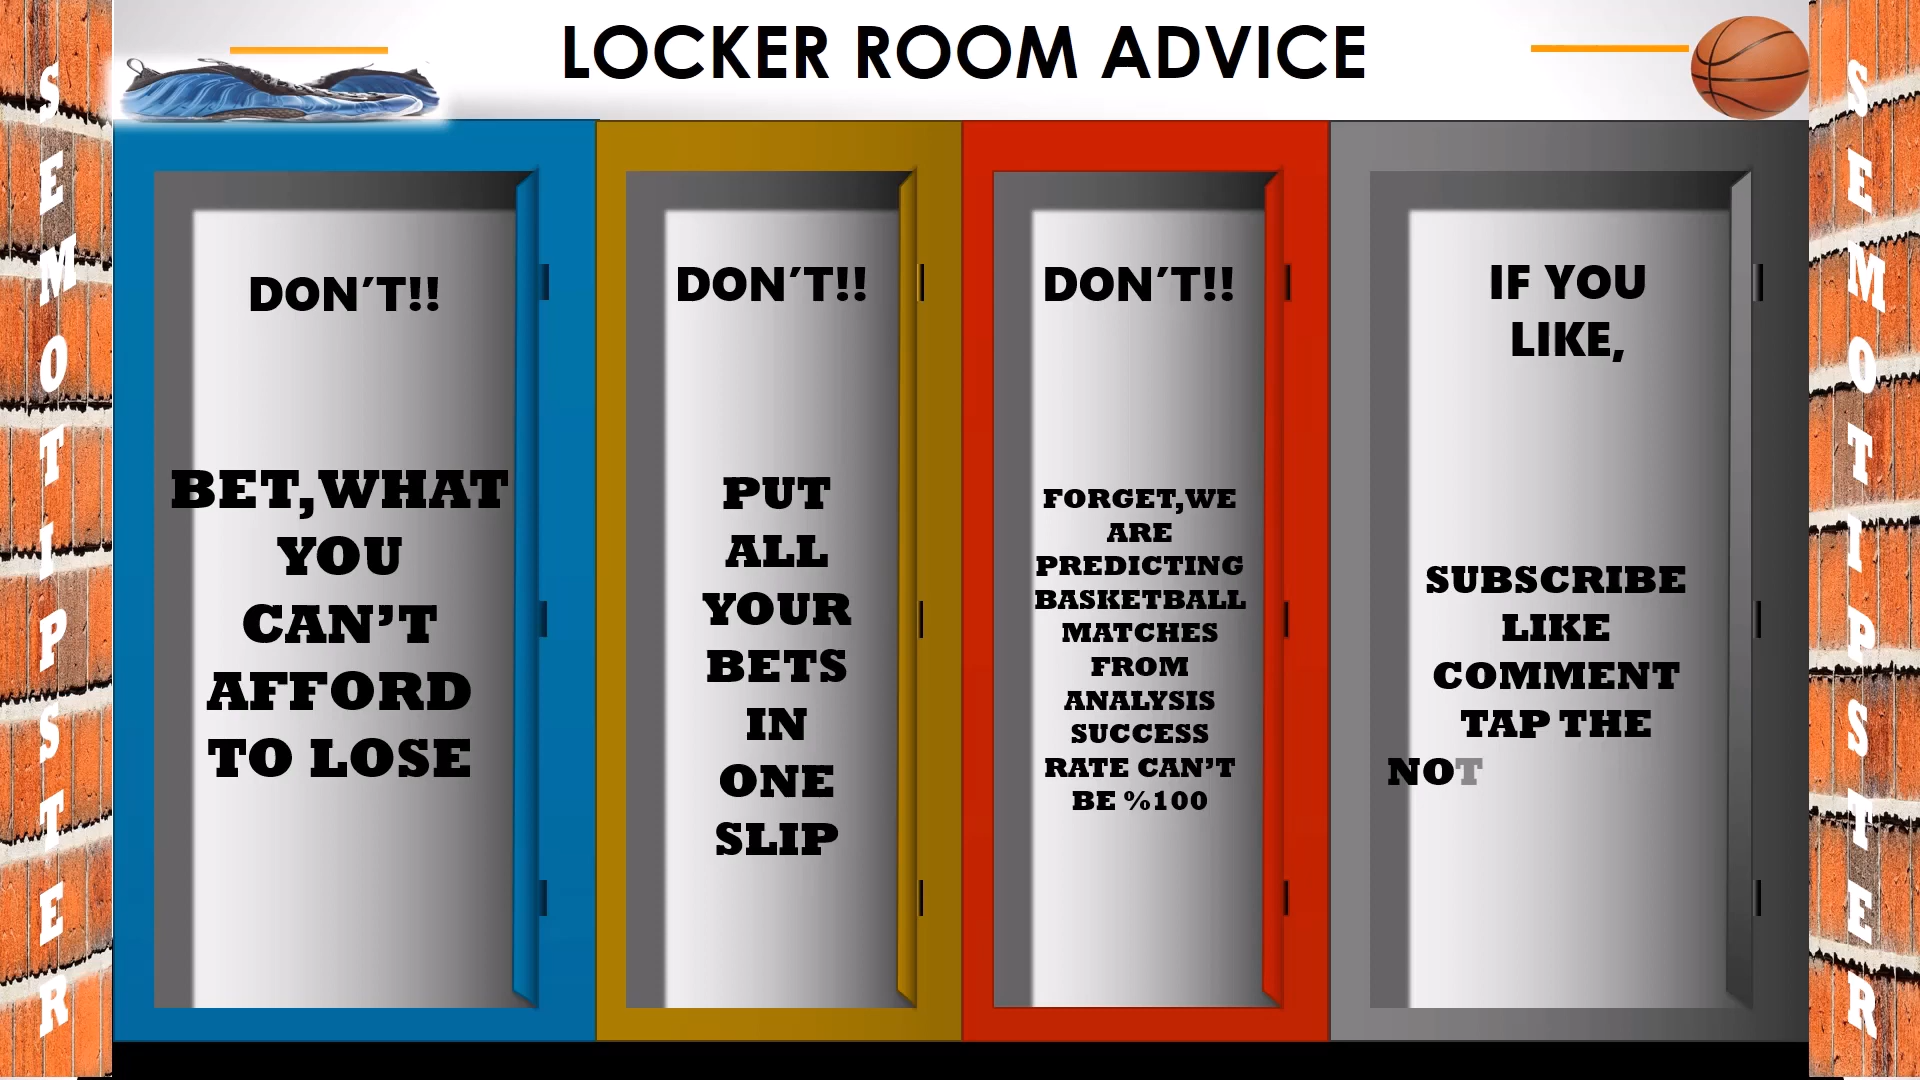 LOCKER ROOM ADVICE
SEMOTIPSTER
DON´T!!
BET,WHAT
YOU
CAN’T
AFFORD
TO LOSE
DON´T!!
PUT
ALL
YOUR
BETS
IN
ONE
SLIP
DON´T!!
FORGET,WE
ARE
PREDICTING
BASKETBALL
MATCHES
FROM
ANALYSIS
SUCCESS
RATE CAN’T
BE %100
IF YOU
LIKE,
SUBSCRIBE
LIKE
COMMENT
TAP THE
NOT
SEMOTIPSTER